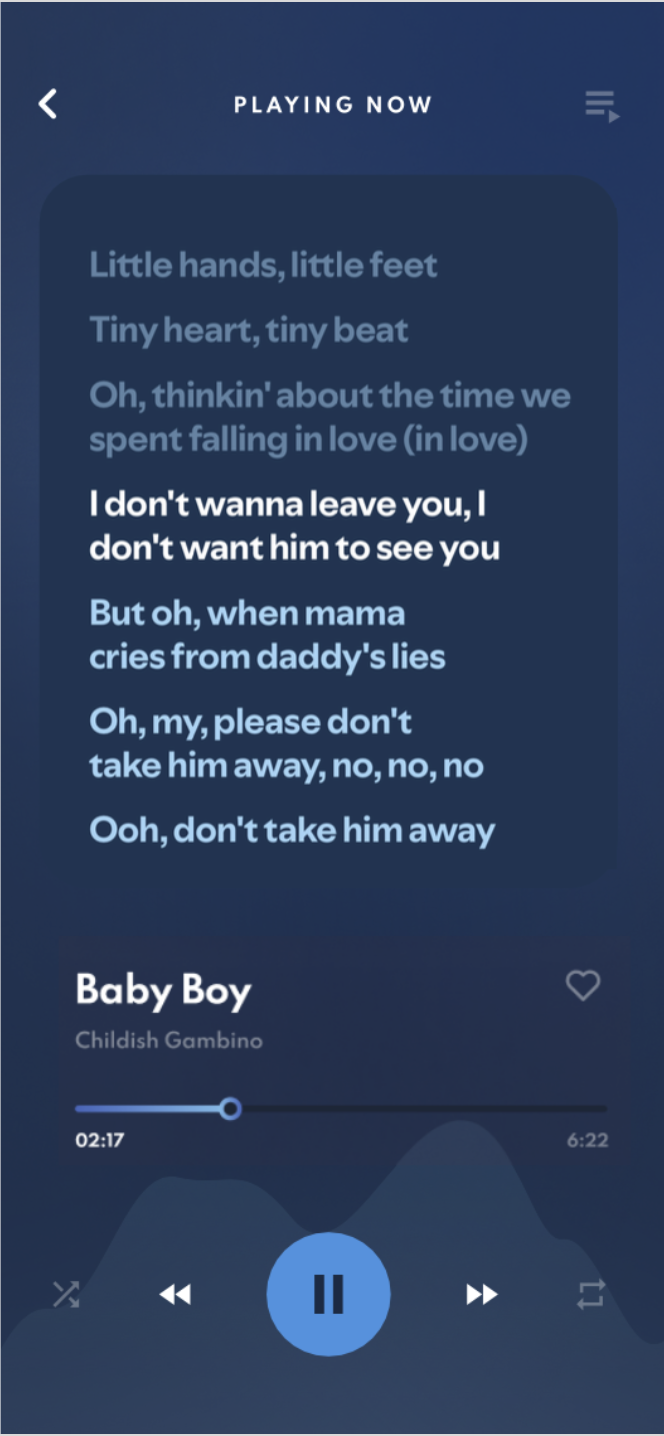 PLAYING NOW
Little hands, little feet
Tiny heart, tiny beat
Oh, thinkin' about the time we
spent falling in love (in love)
I don't wanna leave you, I
don't want him to see you
But oh, when mama
cries from daddy's lies
Oh, my, please don't
take him away, no, no, no
Ooh, don't take him away
Baby Boy
Childish Gambino
02:17
6:22